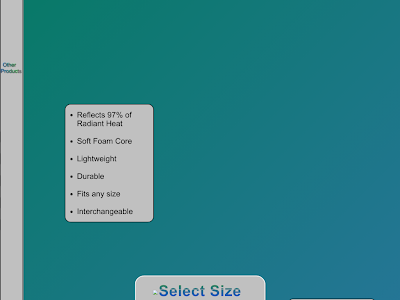 Other
Products
• Reflects 97% of
Radiant Heat
• Soft Foam Core
• Lightweight
• Durable
• Fits any size
• Interchangeable
Select Size